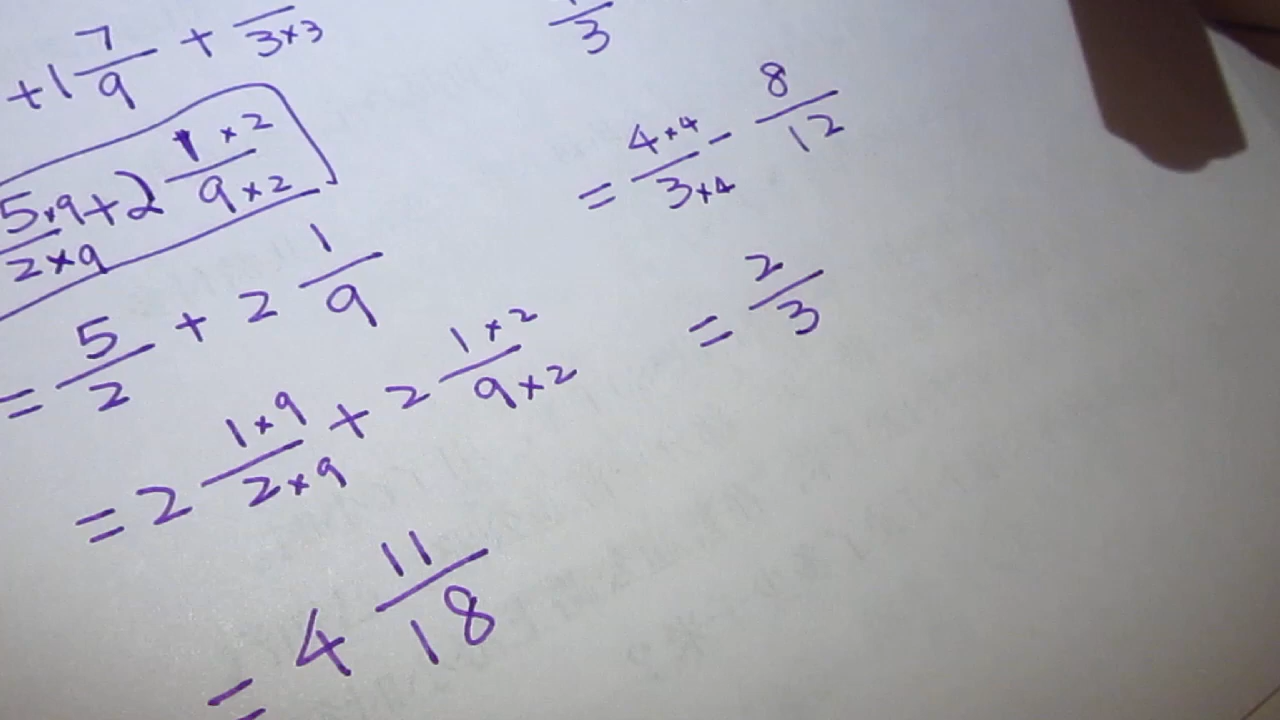 +1 7/9 + /3×3
5×9/2×9 + 2 1×2/9×2
= 5/2 + 2 1/9
= 2 1×9/2×9 + 2 1×2/9×2
= 4 11/18
/3
= 4×4/3×4 - 8/12
= 2/3